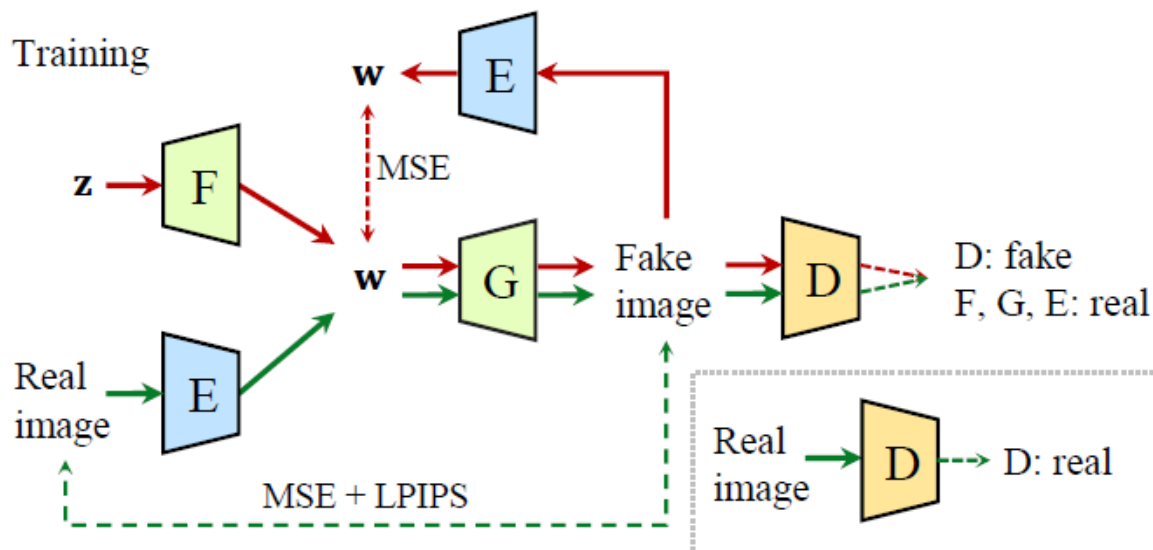 Training
w
E
z
F
MSE
w
G
Fake
image
D
D: fake
F, G, E: real
Real
image
E
MSE + LPIPS
Real
image
D
D: real